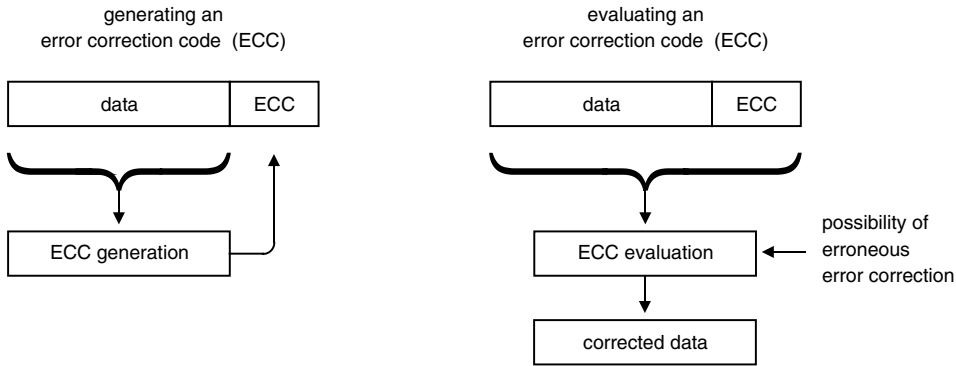 generating an
error correction code (ECC)
data
ECC
ECC generation
evaluating an
error correction code (ECC)
data
ECC
ECC evaluation
possibility of
erroneous
error correction
corrected data